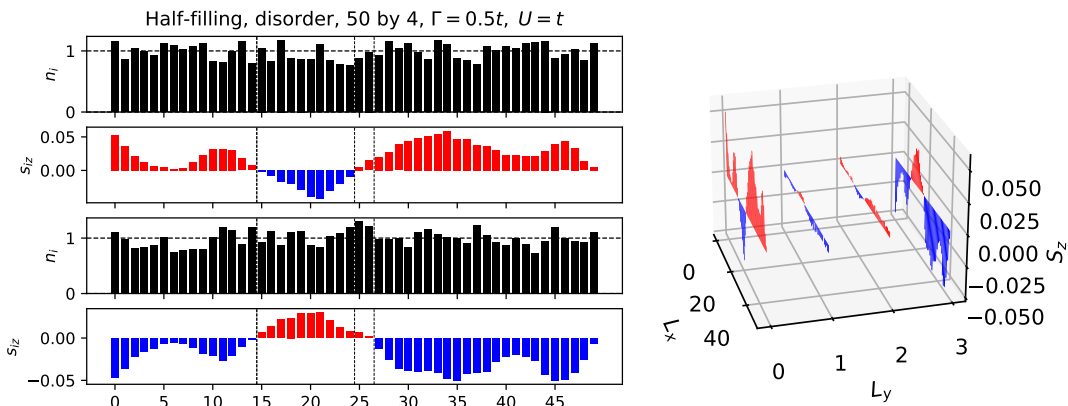 Half-filling, disorder, 50 by 4, Γ = 0.5t, U = t
1
0
n_i
0.05
0.00
s_iz
1
0
n_i
0.00
−0.05
s_iz
0 5 10 15 20 25 30 35 40 45
0.050
0.025
0.000
−0.025
−0.050
S_z
0
20
40
L_x
0 1 2 3
L_y